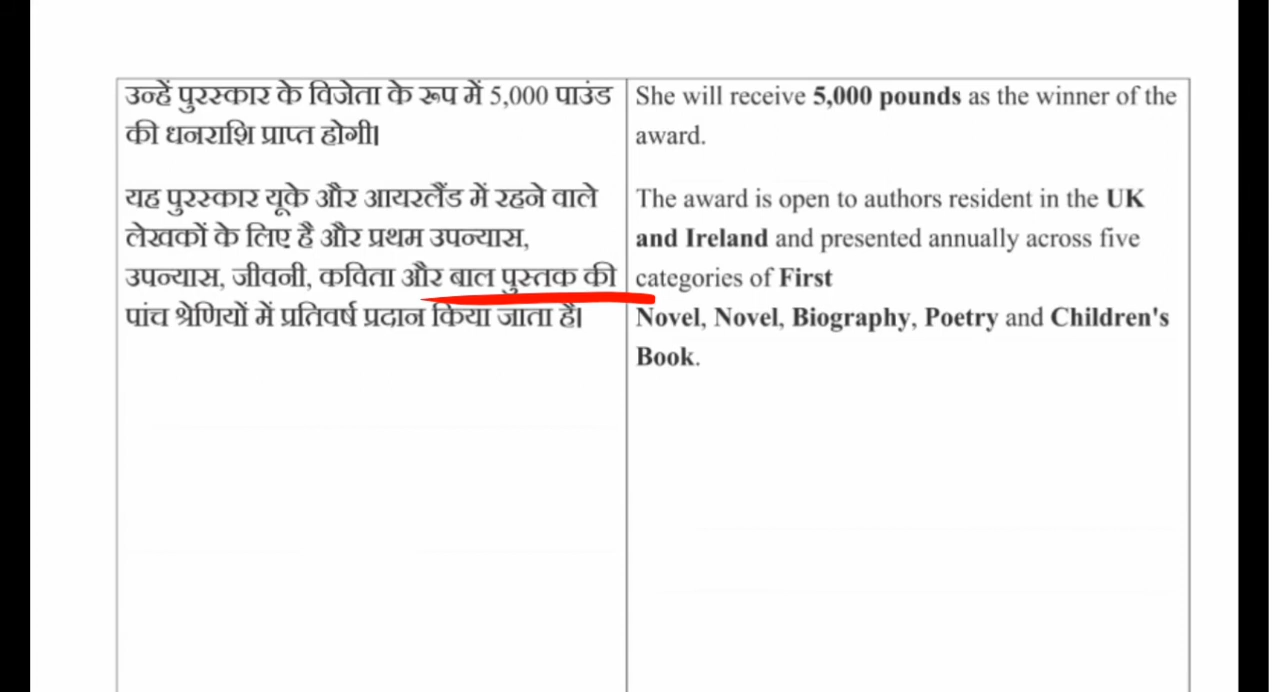 उन्हें पुरस्कार के विजेता के रूप में 5,000 पाउंड
की धनराशि प्राप्त होगी।
यह पुरस्कार यूके और आयरलैंड में रहने वाले
लेखकों के लिए है और प्रथम उपन्यास,
उपन्यास, जीवनी, कविता और बाल पुस्तक की
पांच श्रेणियों में प्रतिवर्ष प्रदान किया जाता है।
She will receive 5,000 pounds as the winner of the
award.
The award is open to authors resident in the UK
and Ireland and presented annually across five
categories of First
Novel, Novel, Biography, Poetry and Children's
Book.